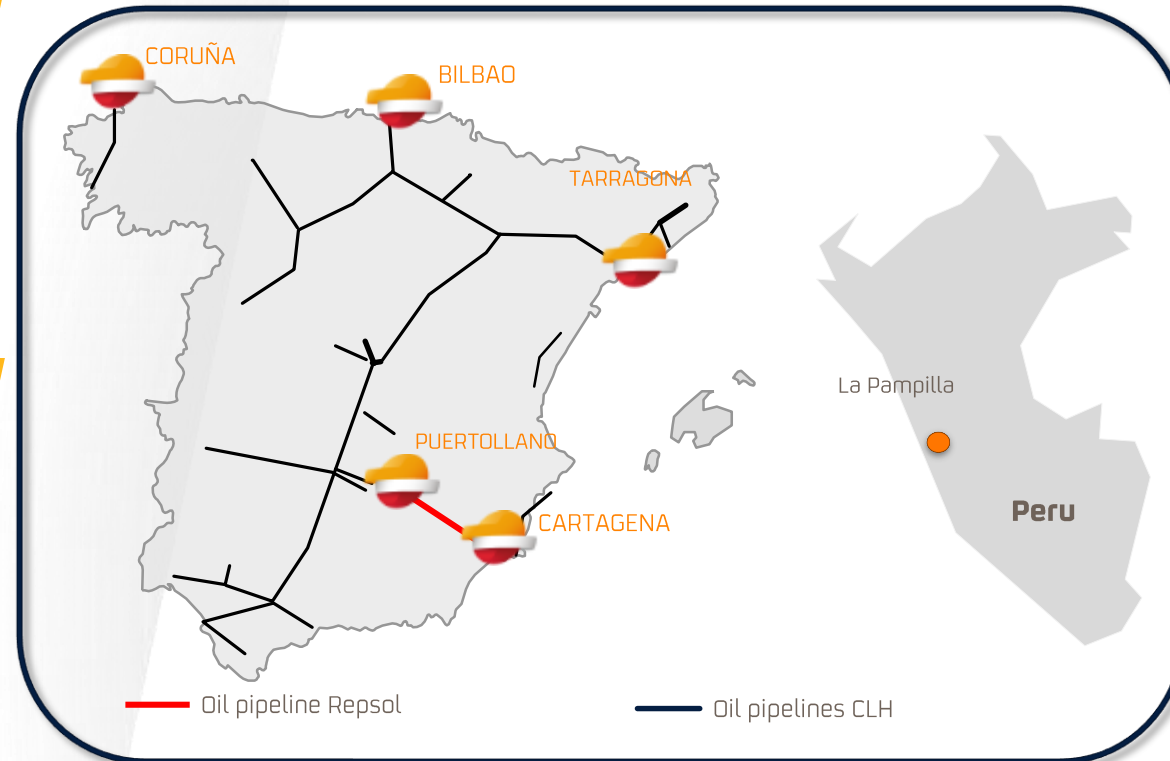 CORUÑA
BILBAO
TARRAGONA
La Pampilla
PUERTOLLANO
Peru
CARTAGENA
Oil pipeline Repsol
Oil pipelines CLH